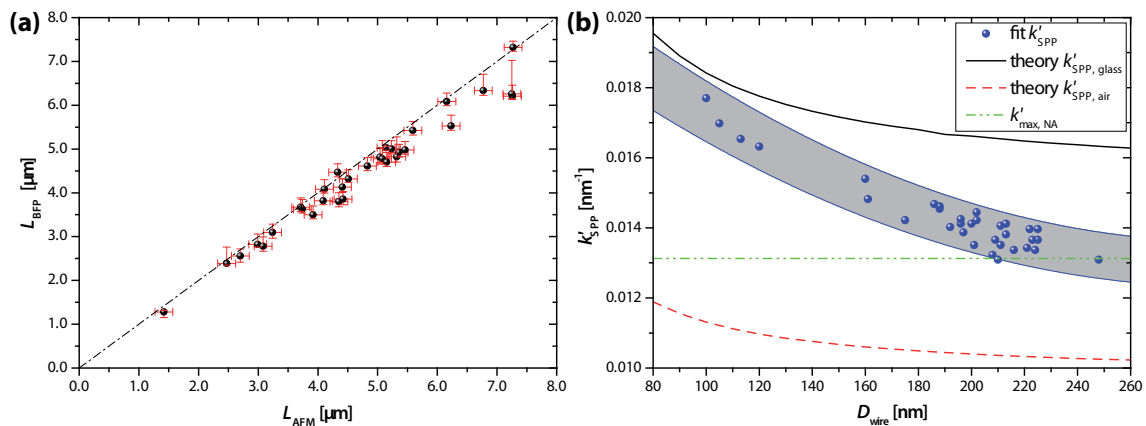 (a)
8.0
7.0
6.0
5.0
4.0
3.0
2.0
1.0
.0
L_BFP [µm]
.0 1.0 2.0 3.0 4.0 5.0 6.0 7.0 8.0
L_AFM [µm]
(b)
0.020
0.018
0.016
0.014
0.012
0.010
k'_SPP [nm⁻¹]
fit k'_SPP
theory k'_SPP, glass
theory k'_SPP, air
k'_max, NA
80 100 120 140 160 180 200 220 240 260
D_wire [nm]